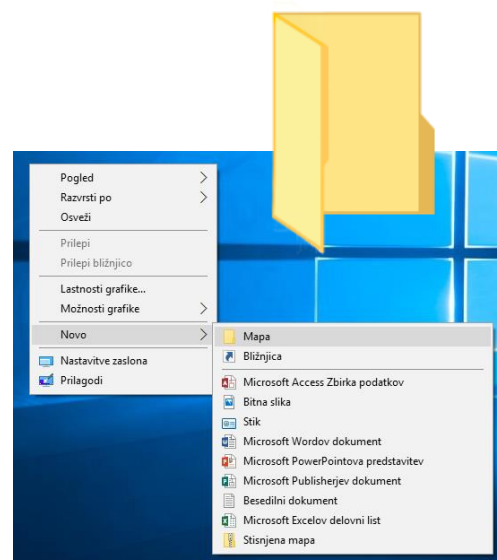 Pogled
Razvrsti po
Osveži
Prilepi
Prilepi bližnjico
Lastnosti grafike...
Možnosti grafike
Novo
Nastavitve zaslona
Prilagodi
Mapa
Bližnjica
Microsoft Access Zbirka podatkov
Bitna slika
Stik
Microsoft Wordov dokument
Microsoft PowerPointova predstavitev
Microsoft Publisherjev dokument
Besedilni dokument
Microsoft Excelov delovni list
Stisnjena mapa